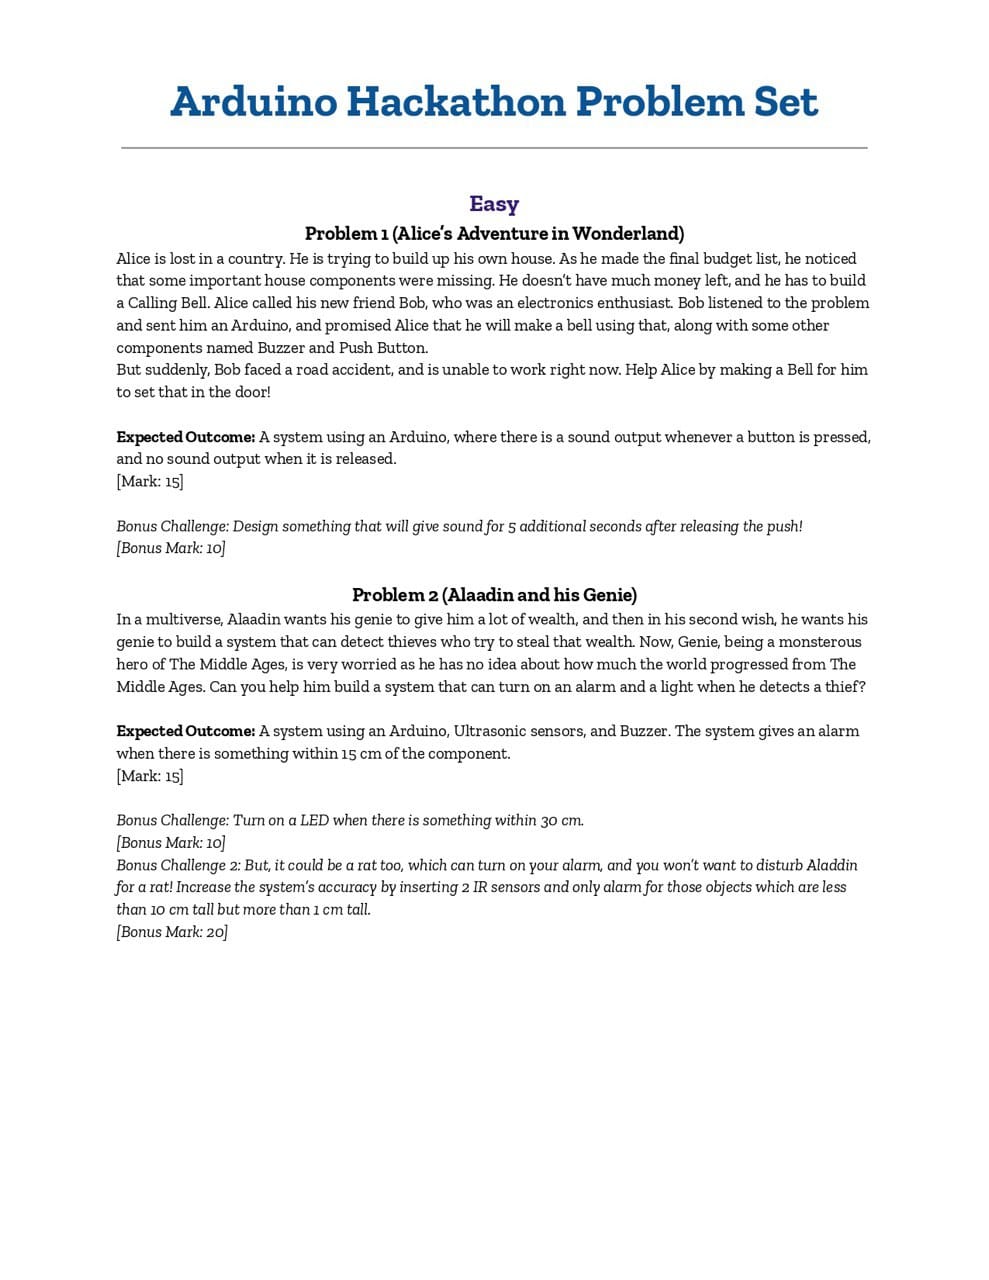 Arduino Hackathon Problem Set
Easy
Problem 1 (Alice’s Adventure in Wonderland)
Alice is lost in a country. He is trying to build up his own house. As he made the final budget list, he noticed
that some important house components were missing. He doesn’t have much money left, and he has to build
a Calling Bell. Alice called his new friend Bob, who was an electronics enthusiast. Bob listened to the problem
and sent him an Arduino, and promised Alice that he will make a bell using that, along with some other
components named Buzzer and Push Button.
But suddenly, Bob faced a road accident, and is unable to work right now. Help Alice by making a Bell for him
to set that in the door!
Expected Outcome: A system using an Arduino, where there is a sound output whenever a button is pressed,
and no sound output when it is released.
[Mark: 15]
Bonus Challenge: Design something that will give sound for 5 additional seconds after releasing the push!
[Bonus Mark: 10]
Problem 2 (Alaadin and his Genie)
In a multiverse, Alaadin wants his genie to give him a lot of wealth, and then in his second wish, he wants his
genie to build a system that can detect thieves who try to steal that wealth. Now, Genie, being a monsterous
hero of The Middle Ages, is very worried as he has no idea about how much the world progressed from The
Middle Ages. Can you help him build a system that can turn on an alarm and a light when he detects a thief?
Expected Outcome: A system using an Arduino, Ultrasonic sensors, and Buzzer. The system gives an alarm
when there is something within 15 cm of the component.
[Mark: 15]
Bonus Challenge: Turn on a LED when there is something within 30 cm.
[Bonus Mark: 10]
Bonus Challenge 2: But, it could be a rat too, which can turn on your alarm, and you won’t want to disturb Aladdin
for a rat! Increase the system’s accuracy by inserting 2 IR sensors and only alarm for those objects which are less
than 10 cm tall but more than 1 cm tall.
[Bonus Mark: 20]